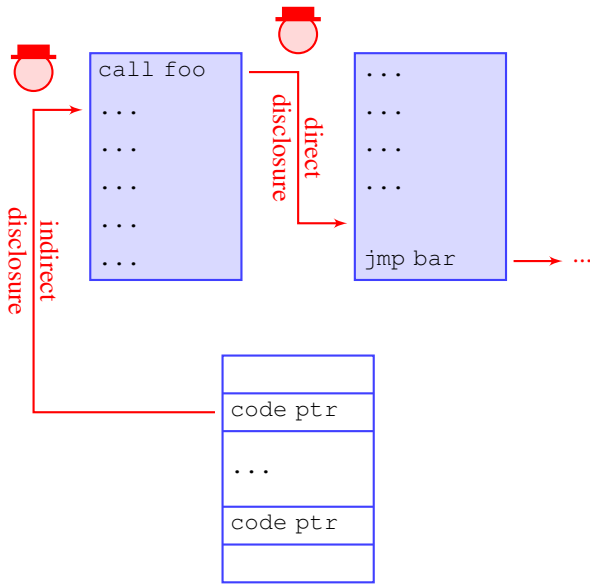 call foo
...
...
...
...
...
indirect
disclosure
direct
disclosure
...
...
...
...
jmp bar
...
code ptr
...
code ptr